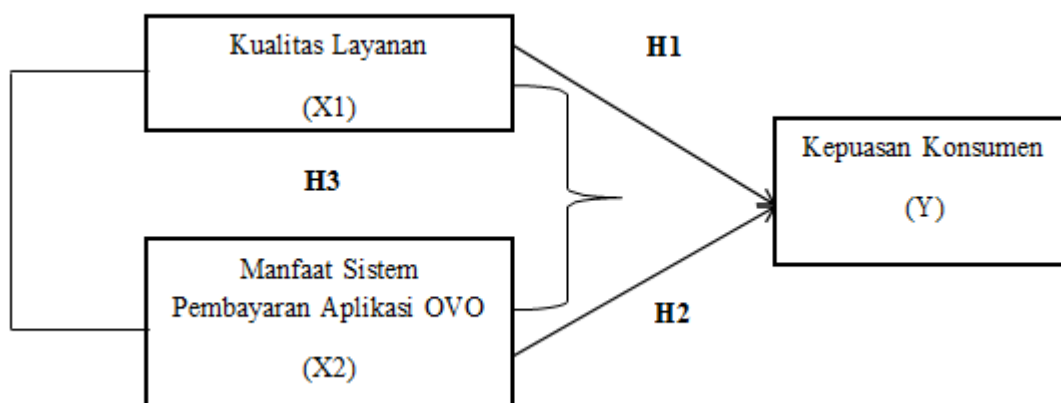 Kualitas Layanan
(X1)
H1
Kepuasan Konsumen
(Y)
H3
Manfaat Sistem
Pembayaran Aplikasi OVO
(X2)
H2